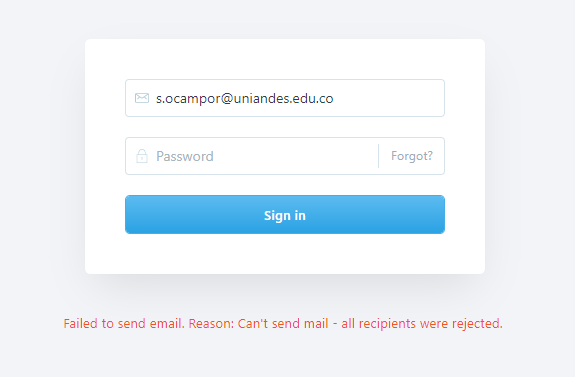 s.ocampor@uniandes.edu.co
Password Forgot?
Sign in
Failed to send email. Reason: Can't send mail - all recipients were rejected.